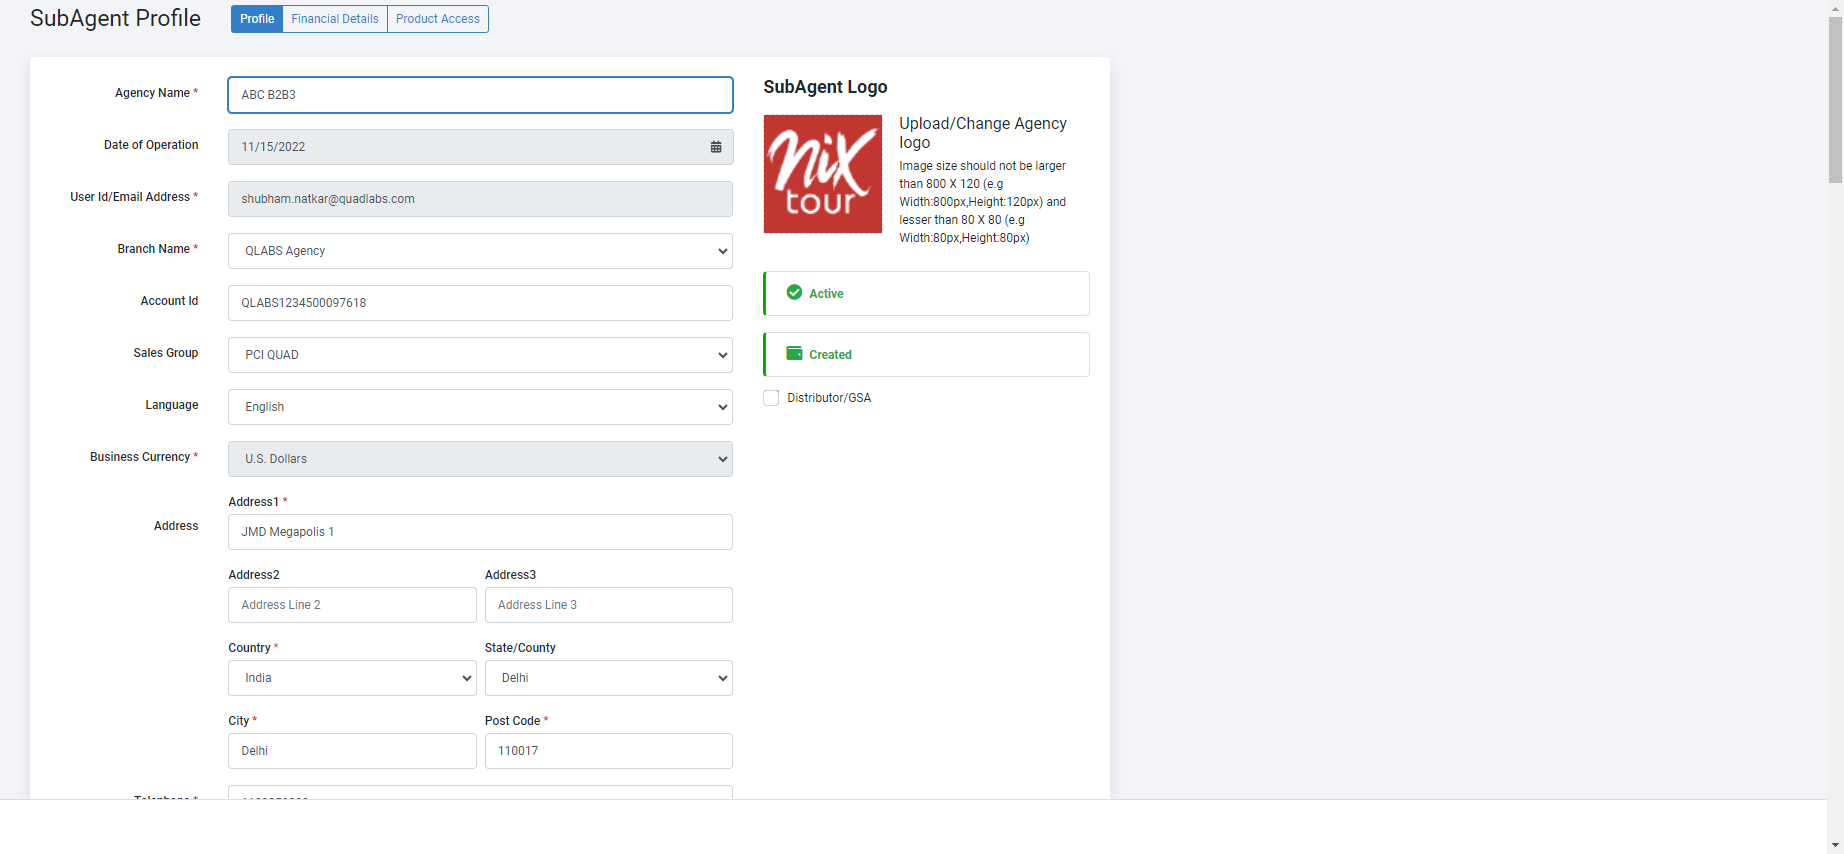 SubAgent Profile
Profile
Financial Details
Product Access
Agency Name *
ABC B2B3
Date of Operation
11/15/2022
User Id/Email Address *
shubham.natkar@quadlabs.com
Branch Name *
QLABS Agency
Account Id
QLABS1234500097618
Sales Group
PCI QUAD
Language
English
Business Currency *
U.S. Dollars
Address
Address1 *
JMD Megapolis 1
Address2
Address3
Address Line 2
Address Line 3
Country *
State/County
India
Delhi
City *
Post Code *
Delhi
110017
SubAgent Logo
NiX
tour
Upload/Change Agency
logo
Image size should not be larger
than 800 X 120 (e.g
Width:800px,Height:120px) and
lesser than 80 X 80 (e.g
Width:80px,Height:80px)
Active
Created
Distributor/GSA